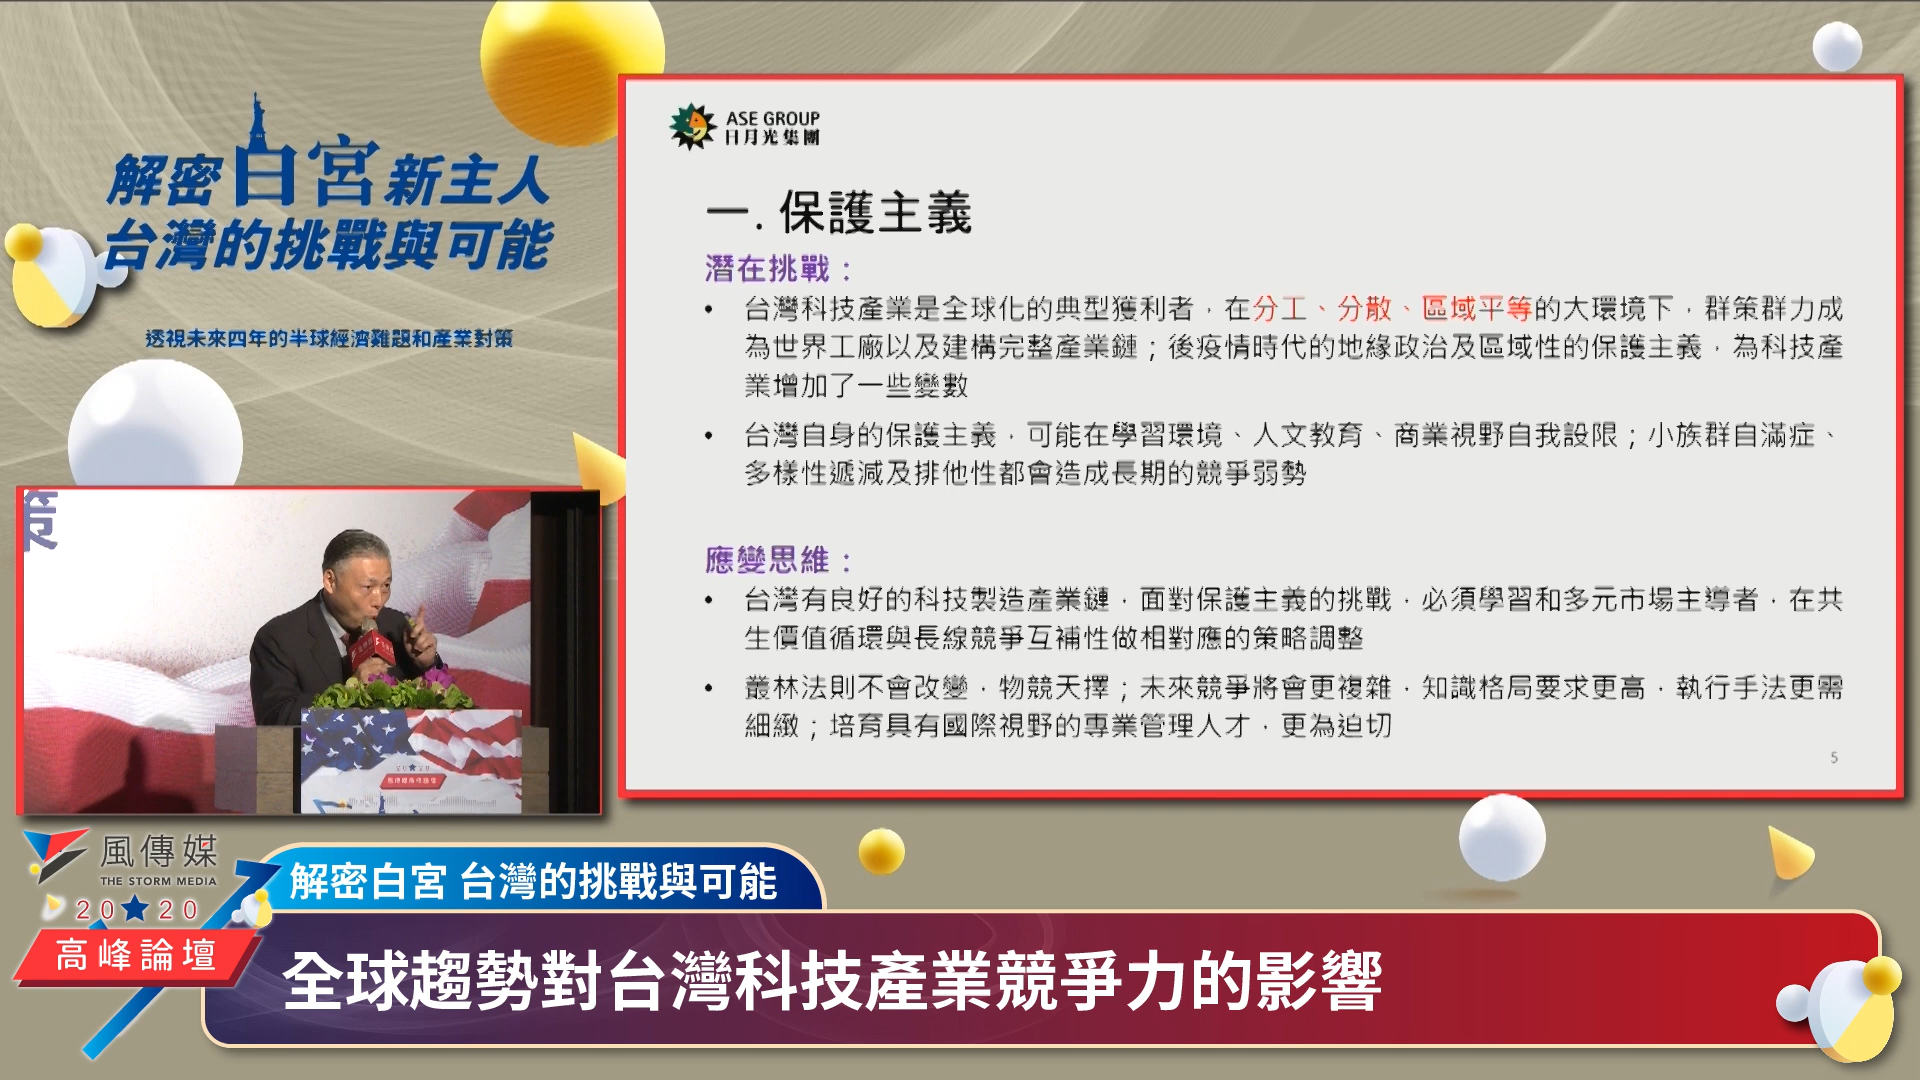 解密白宮新主人
台灣的挑戰與可能
透視未來四年的半球經濟難題和產業對策
ASE GROUP
日月光集團
一. 保護主義
潛在挑戰：
• 台灣科技產業是全球化的典型獲利者，在分工、分散、區域平等的大環境下，群策群力成
為世界工廠以及建構完整產業鏈；後疫情時代的地緣政治及區域性的保護主義，為科技產
業增加了一些變數
• 台灣自身的保護主義，可能在學習環境、人文教育、商業視野自我設限；小族群自滿症、
多樣性遞減及排他性都會造成長期的競爭弱勢
應變思維：
• 台灣有良好的科技製造產業鏈，面對保護主義的挑戰，必須學習和多元市場主導者，在共
生價值循環與長線競爭互補性做相對應的策略調整
• 叢林法則不會改變，物競天擇；未來競爭將會更複雜，知識格局要求更高，執行手法更需
細緻；培育具有國際視野的專業管理人才，更為迫切
5
策
2020
風傳媒高峰論壇
風傳媒
THE STORM MEDIA
20★20
高峰論壇
解密白宮 台灣的挑戰與可能
全球趨勢對台灣科技產業競爭力的影響